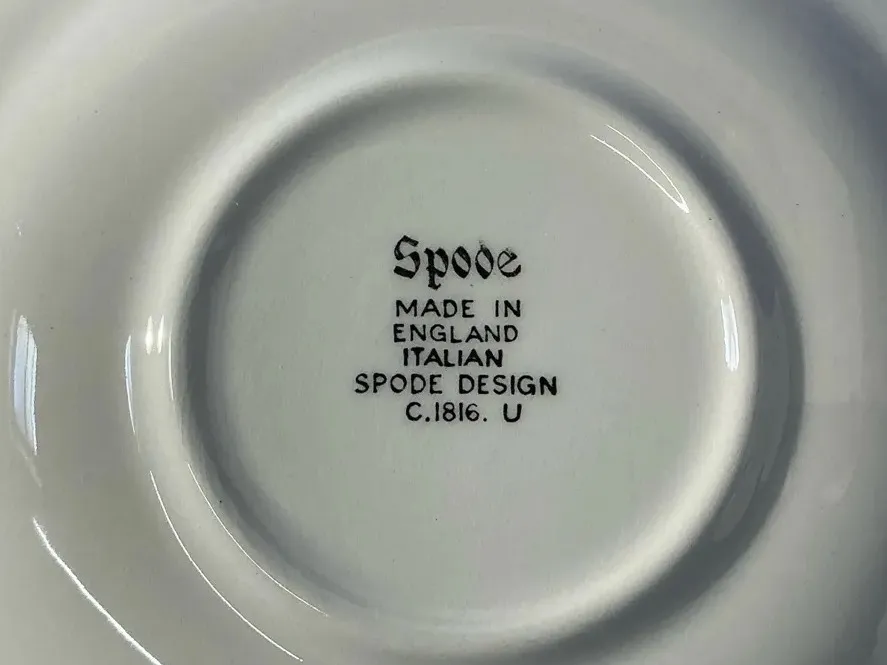 Spode
MADE IN
ENGLAND
ITALIAN
SPODE DESIGN
C.1816. U